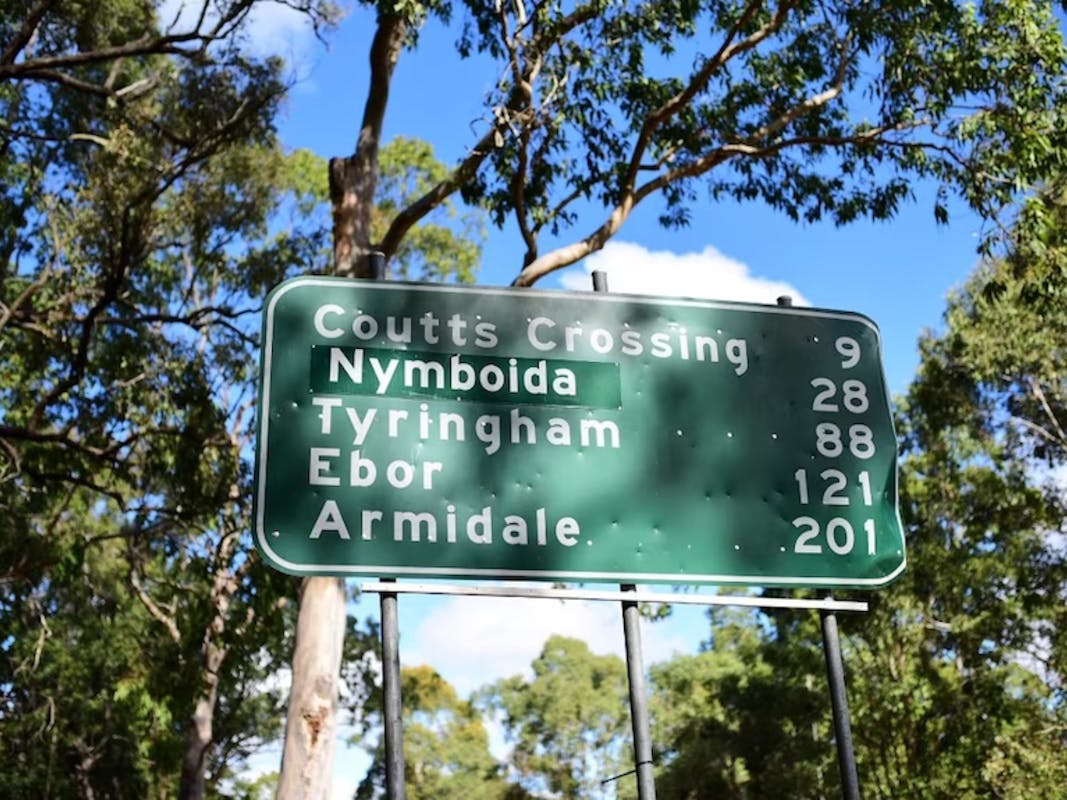 Coutts Crossing 9
Nymboida 28
Tyringham 88
Ebor 121
Armidale 201